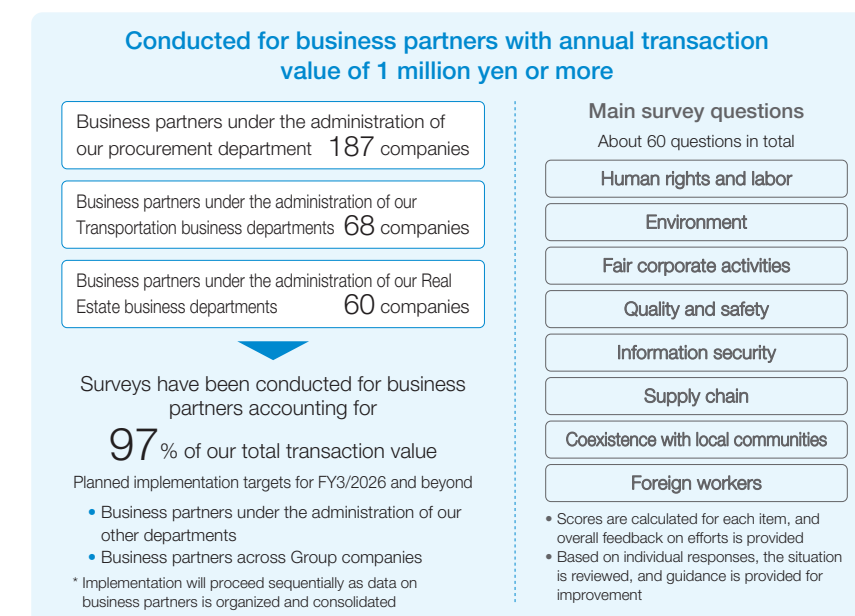 Conducted for business partners with annual transaction
value of 1 million yen or more
Business partners under the administration of
our procurement department 187 companies
Business partners under the administration of our
Transportation business departments 68 companies
Business partners under the administration of our Real
Estate business departments 60 companies
Surveys have been conducted for business
partners accounting for
97% of our total transaction value
Planned implementation targets for FY3/2026 and beyond
• Business partners under the administration of our
other departments
• Business partners across Group companies
* Implementation will proceed sequentially as data on
business partners is organized and consolidated
Main survey questions
About 60 questions in total
Human rights and labor
Environment
Fair corporate activities
Quality and safety
Information security
Supply chain
Coexistence with local communities
Foreign workers
• Scores are calculated for each item, and
overall feedback on efforts is provided
• Based on individual responses, the situation
is reviewed, and guidance is provided for
improvement